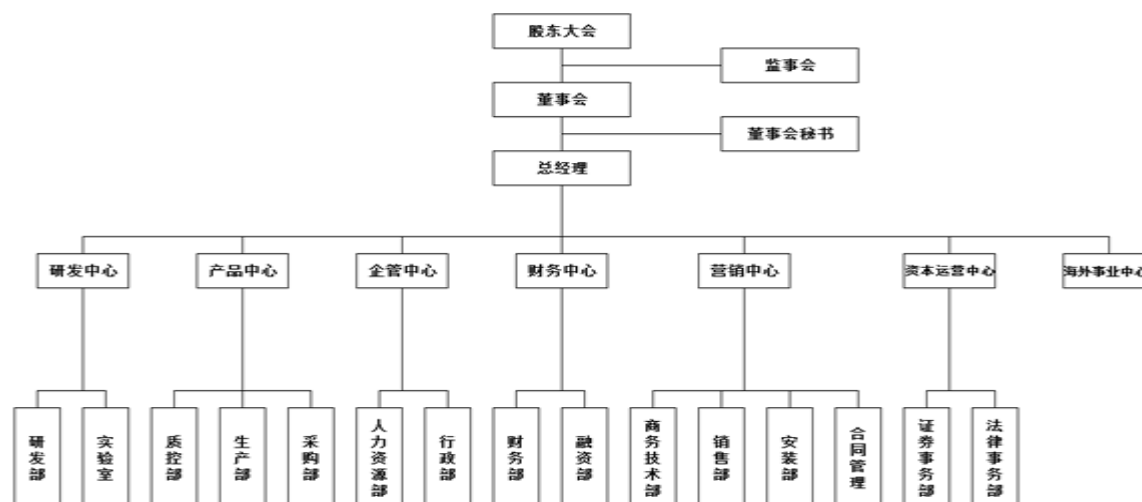 股东大会
监事会
董事会
董事会秘书
总经理
研发中心
产品中心
企管中心
财务中心
营销中心
资本运营中心
海外事业中心
研发部
实验室
质控部
生产部
采购部
人力资源部
行政部
财务部
融资部
商务技术部
销售部
安装部
合同管理
证券事务部
法律事务部